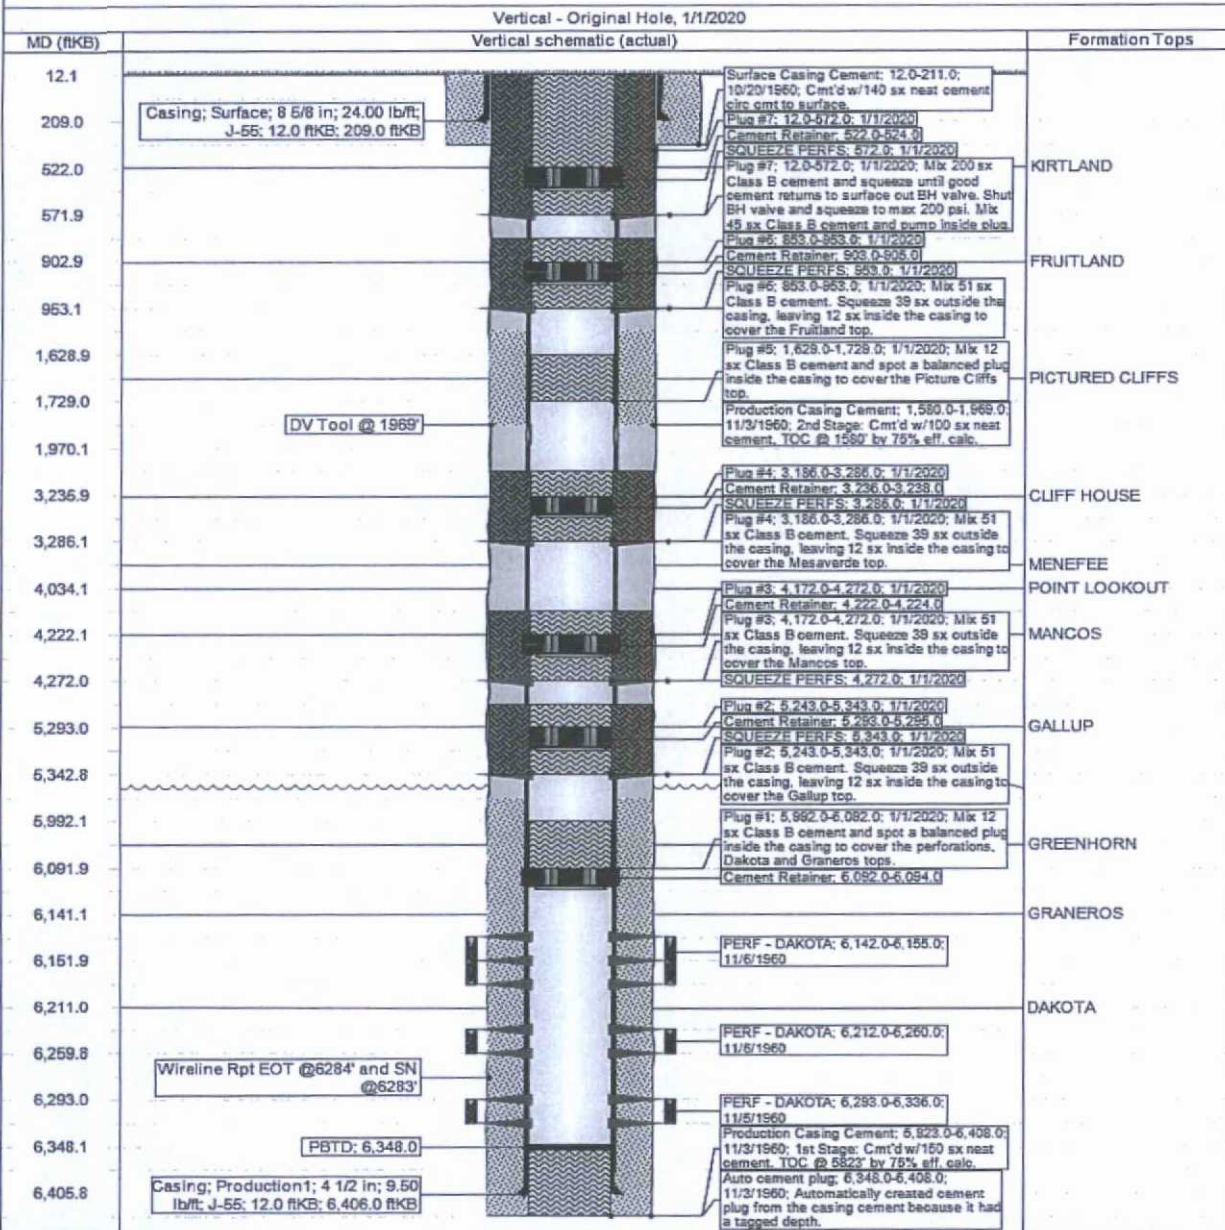 Vertical - Original Hole, 1/1/2020
MD (ftKB)
Vertical schematic (actual)
Formation Tops
12.1
209.0
522.0
571.9
902.9
953.1
1,628.9
1,729.0
1,970.1
3,236.9
3,286.1
4,034.1
4,222.1
4,272.0
5,293.0
5,342.8
5,992.1
6,091.9
6,141.1
6,151.9
6,211.0
6,259.8
6,293.0
6,348.1
6,405.8
Casing; Surface; 8 5/8 in; 24.00 lb/ft;
J-55; 12.0 ftKB; 209.0 ftKB
DV Tool @ 1969'
Wireline Rpt EOT @6284' and SN
@6283'
PBTD; 6,348.0
Casing; Production1; 4 1/2 in; 9.50
lb/ft; J-55; 12.0 ftKB; 6,406.0 ftKB
Surface Casing Cement; 12.0-211.0;
10/20/1960; Cmt'd w/140 sx neat cement
circ cmt to surface.
Plug #7; 12.0-572.0; 1/1/2020
Cement Retainer; 522.0-524.0
SQUEEZE PERFS; 572.0; 1/1/2020
Plug #7; 12.0-572.0; 1/1/2020; Mix 200 sx
Class B cement and squeeze until good
cement returns to surface out BH valve. Shut
BH valve and squeeze to max 200 psi. Mix
45 sx Class B cement and pump inside plug.
Plug #6; 853.0-953.0; 1/1/2020
Cement Retainer; 903.0-905.0
SQUEEZE PERFS; 953.0; 1/1/2020
Plug #6; 853.0-953.0; 1/1/2020; Mix 51 sx
Class B cement. Squeeze 39 sx outside the
casing, leaving 12 sx inside the casing to
cover the Fruitland top.
Plug #5; 1,629.0-1,729.0; 1/1/2020; Mix 12
sx Class B cement and spot a balanced plug
inside the casing to cover the Picture Cliffs
top.
Production Casing Cement; 1,580.0-1,969.0;
11/3/1960; 2nd Stage: Cmt'd w/100 sx neat
cement. TOC @ 1580' by 75% eff. calc.
Plug #4; 3,186.0-3,286.0; 1/1/2020
Cement Retainer; 3,236.0-3,238.0
SQUEEZE PERFS; 3,286.0; 1/1/2020
Plug #4; 3,186.0-3,286.0; 1/1/2020; Mix 51
sx Class B cement. Squeeze 39 sx outside
the casing, leaving 12 sx inside the casing to
cover the Mesaverde top.
Plug #3; 4,172.0-4,272.0; 1/1/2020
Cement Retainer; 4,222.0-4,224.0
Plug #3; 4,172.0-4,272.0; 1/1/2020; Mix 51
sx Class B cement. Squeeze 39 sx outside
the casing, leaving 12 sx inside the casing to
cover the Mancos top.
SQUEEZE PERFS; 4,272.0; 1/1/2020
Plug #2; 5,243.0-5,343.0; 1/1/2020
Cement Retainer; 5,293.0-5,295.0
SQUEEZE PERFS; 5,343.0; 1/1/2020
Plug #2; 5,243.0-5,343.0; 1/1/2020; Mix 51
sx Class B cement. Squeeze 39 sx outside
the casing, leaving 12 sx inside the casing to
cover the Gallup top.
Plug #1; 5,992.0-6,092.0; 1/1/2020; Mix 12
sx Class B cement and spot a balanced plug
inside the casing to cover the perforations,
Dakota and Graneros tops.
Cement Retainer; 6,092.0-6,094.0
PERF - DAKOTA; 6,142.0-6,155.0;
11/6/1960
PERF - DAKOTA; 6,212.0-6,260.0;
11/6/1960
PERF - DAKOTA; 6,293.0-6,336.0;
11/5/1960
Production Casing Cement; 5,823.0-6,408.0;
11/3/1960; 1st Stage: Cmt'd w/150 sx neat
cement. TOC @ 5823' by 75% eff. calc.
Auto cement plug; 6,348.0-6,408.0;
11/3/1960; Automatically created cement
plug from the casing cement because it had
a tagged depth.
KIRTLAND
FRUITLAND
PICTURED CLIFFS
CLIFF HOUSE
MENEFEE
POINT LOOKOUT
MANCOS
GALLUP
GREENHORN
GRANEROS
DAKOTA